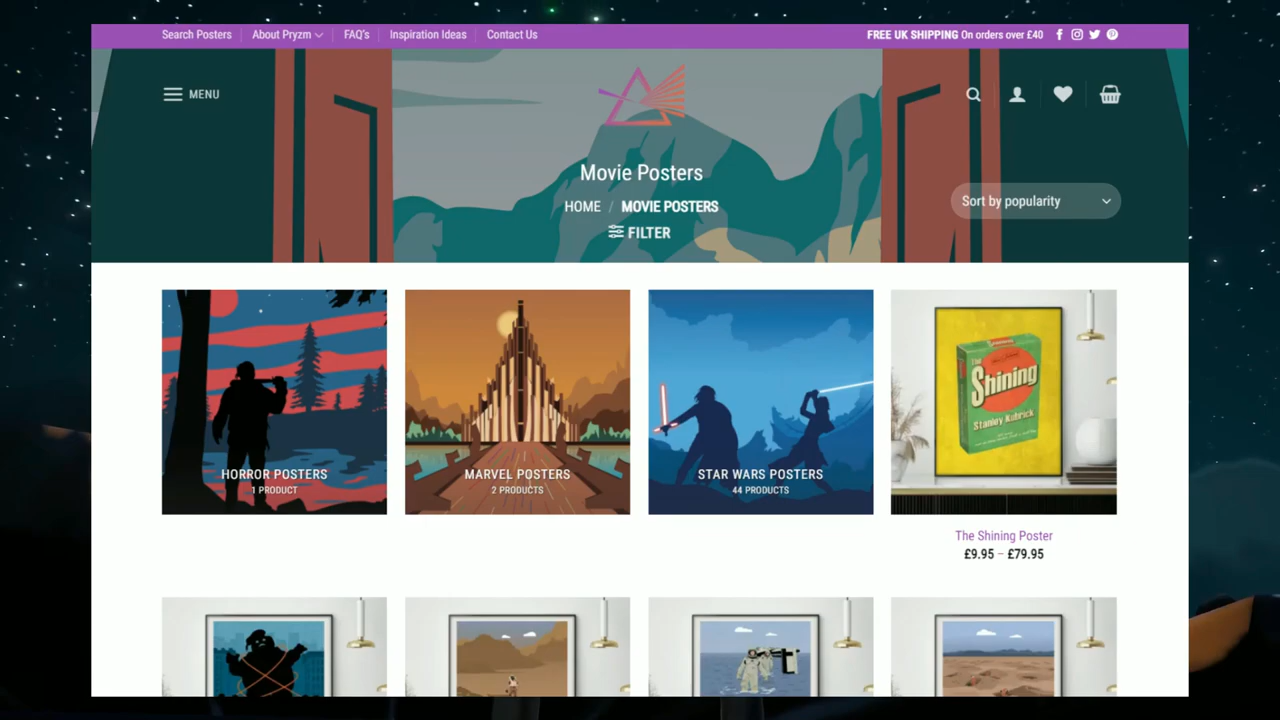 Search Posters
About Pryzm
FAQ's
Inspiration Ideas
Contact Us
FREE UK SHIPPING On orders over £40
MENU
Movie Posters
HOME / MOVIE POSTERS
FILTER
Sort by popularity
HORROR POSTERS
1 PRODUCT
MARVEL POSTERS
2 PRODUCTS
STAR WARS POSTERS
44 PRODUCTS
The
Shining
Stanley Kubrick
The Shining Poster
£9.95 – £79.95